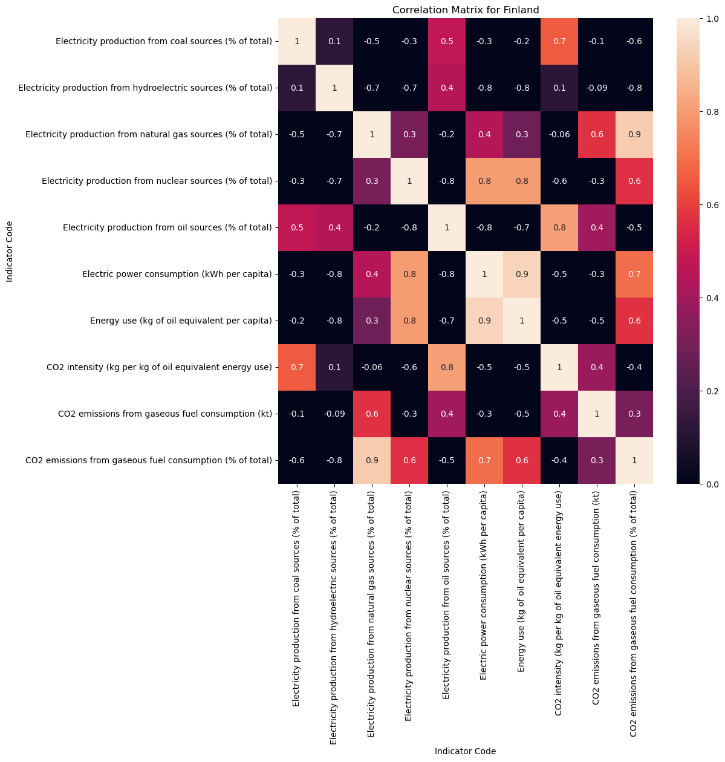 Correlation Matrix for Finland
Electricity production from coal sources (% of total) 1 0.1 -0.5 -0.3 0.5 -0.3 -0.2 0.7 -0.1 -0.6
Electricity production from hydroelectric sources (% of total) 0.1 1 -0.7 -0.7 0.4 -0.8 -0.8 0.1 -0.09 -0.8
Electricity production from natural gas sources (% of total) -0.5 -0.7 1 0.3 -0.2 0.4 0.3 -0.06 0.6 0.9
Electricity production from nuclear sources (% of total) -0.3 -0.7 0.3 1 -0.8 0.8 0.8 -0.6 -0.3 0.6
Electricity production from oil sources (% of total) 0.5 0.4 -0.2 -0.8 1 -0.8 -0.7 0.8 0.4 -0.5
Electric power consumption (kWh per capita) -0.3 -0.8 0.4 0.8 -0.8 1 0.9 -0.5 -0.3 0.7
Energy use (kg of oil equivalent per capita) -0.2 -0.8 0.3 0.8 -0.7 0.9 1 -0.5 -0.5 0.6
CO2 intensity (kg per kg of oil equivalent energy use) 0.7 0.1 -0.06 -0.6 0.8 -0.5 -0.5 1 0.4 -0.4
CO2 emissions from gaseous fuel consumption (kt) -0.1 -0.09 0.6 -0.3 0.4 -0.3 -0.5 0.4 1 0.3
CO2 emissions from gaseous fuel consumption (% of total) -0.6 -0.8 0.9 0.6 -0.5 0.7 0.6 -0.4 0.3 1
Indicator Code
Electricity production from coal sources (% of total)
Electricity production from hydroelectric sources (% of total)
Electricity production from natural gas sources (% of total)
Electricity production from nuclear sources (% of total)
Electricity production from oil sources (% of total)
Electric power consumption (kWh per capita)
Energy use (kg of oil equivalent per capita)
CO2 intensity (kg per kg of oil equivalent energy use)
CO2 emissions from gaseous fuel consumption (kt)
CO2 emissions from gaseous fuel consumption (% of total)
Indicator Code
1.0
0.8
0.6
0.4
0.2
0.0